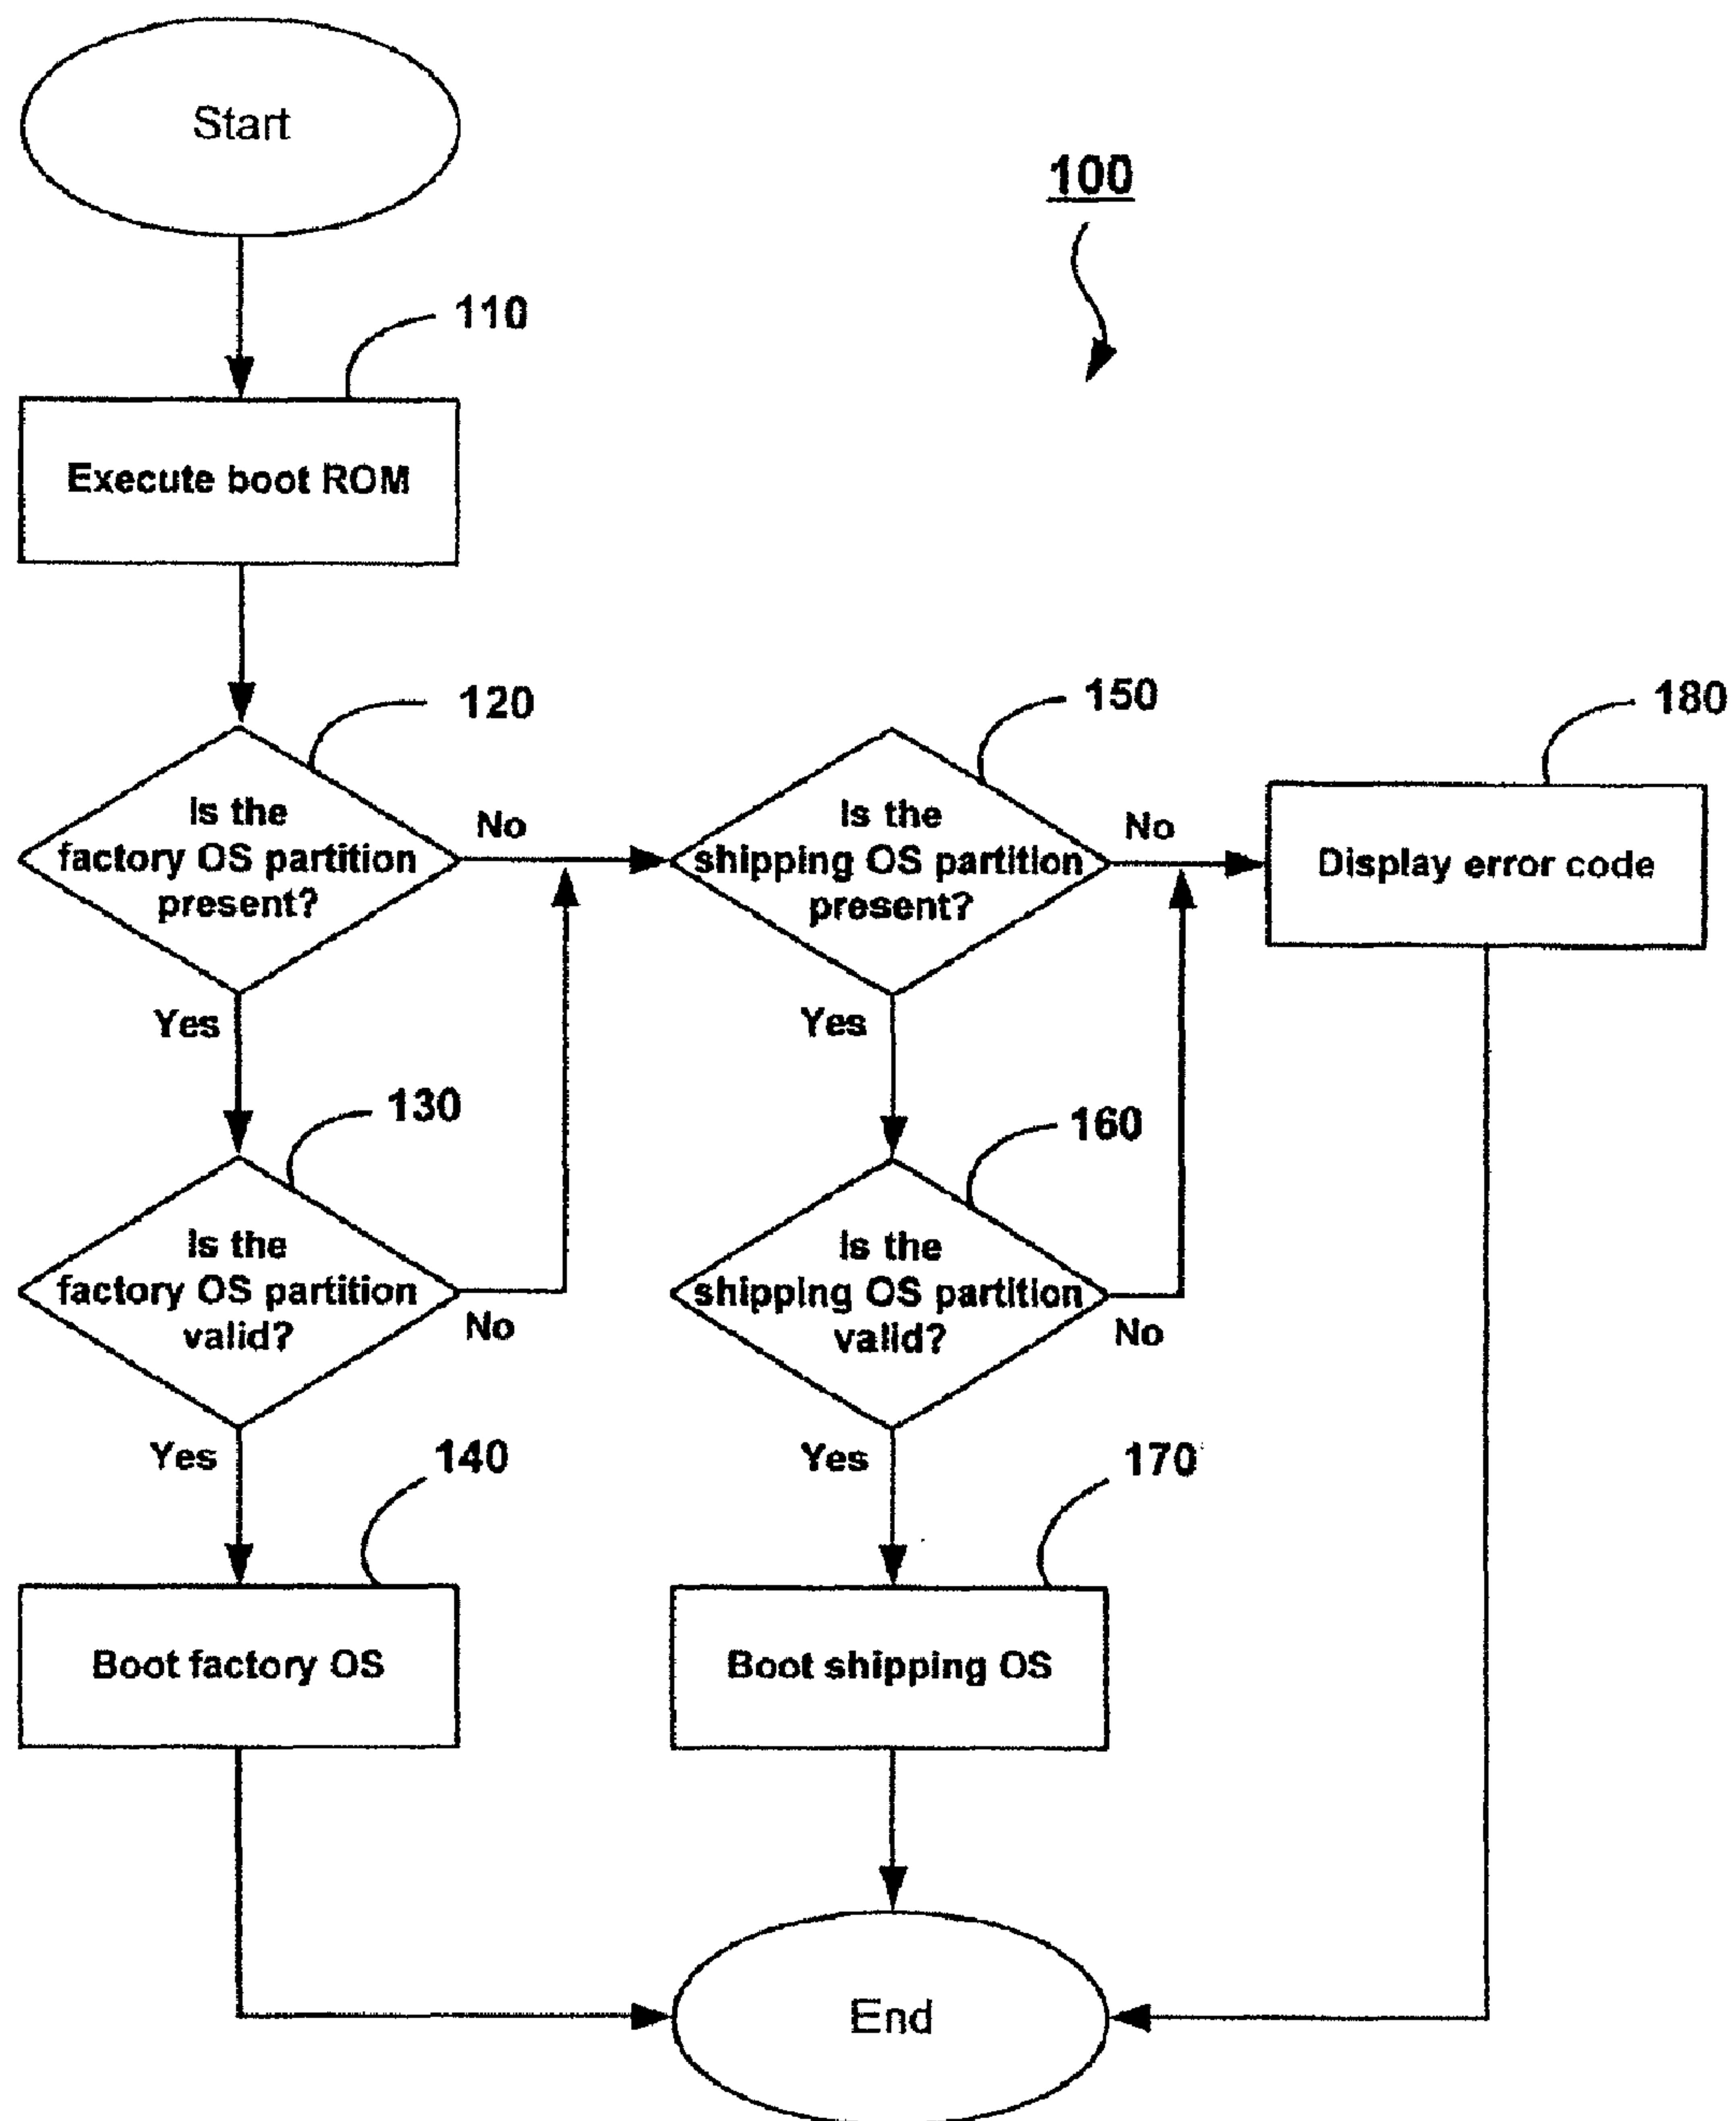 Start
100
110
Execute boot ROM
120
150
180
Is the
factory OS partition
present?
No
Is the
shipping OS partition
present?
No
Display error code
Yes
Yes
130
160
Is the
factory OS partition
valid?
No
Is the
shipping OS partition
valid?
No
Yes
140
Yes
170
Boot factory OS
Boot shipping OS
End